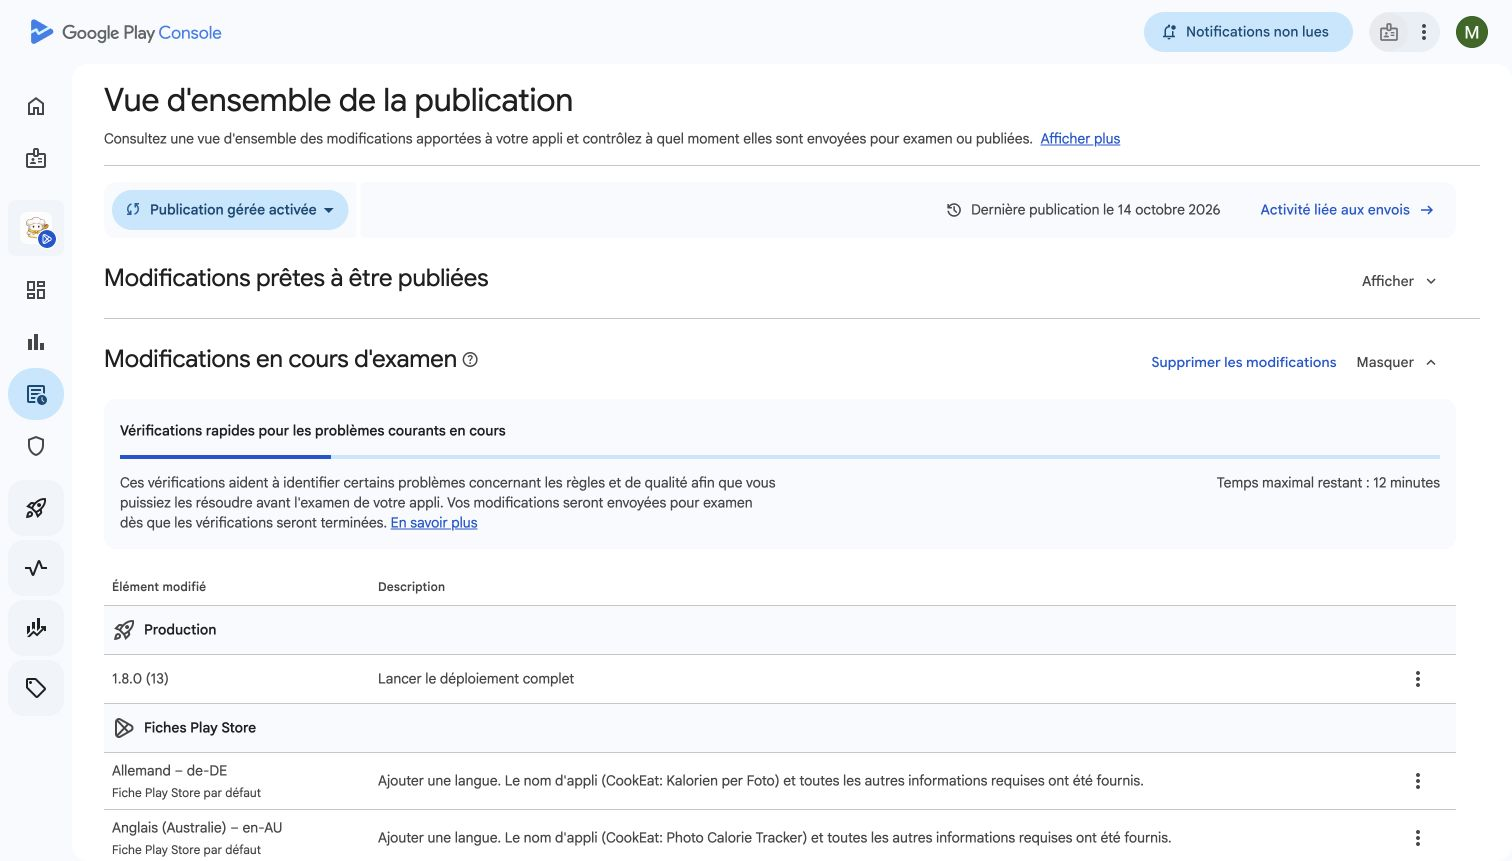 Google Play Console
Notifications non lues
M
Vue d'ensemble de la publication
Consultez une vue d'ensemble des modifications apportées à votre appli et contrôlez à quel moment elles sont envoyées pour examen ou publiées. Afficher plus
Publication gérée activée
Dernière publication le 14 octobre 2026
Activité liée aux envois
Modifications prêtes à être publiées
Afficher
Modifications en cours d'examen
Supprimer les modifications
Masquer
Vérifications rapides pour les problèmes courants en cours
Ces vérifications aident à identifier certains problèmes concernant les règles et de qualité afin que vous
puissiez les résoudre avant l'examen de votre appli. Vos modifications seront envoyées pour examen
dès que les vérifications seront terminées. En savoir plus
Temps maximal restant : 12 minutes
Élément modifié
Description
Production
1.8.0 (13)
Lancer le déploiement complet
Fiches Play Store
Allemand – de-DE
Fiche Play Store par défaut
Ajouter une langue. Le nom d'appli (CookEat: Kalorien per Foto) et toutes les autres informations requises ont été fournis.
Anglais (Australie) – en-AU
Fiche Play Store par défaut
Ajouter une langue. Le nom d'appli (CookEat: Photo Calorie Tracker) et toutes les autres informations requises ont été fournis.